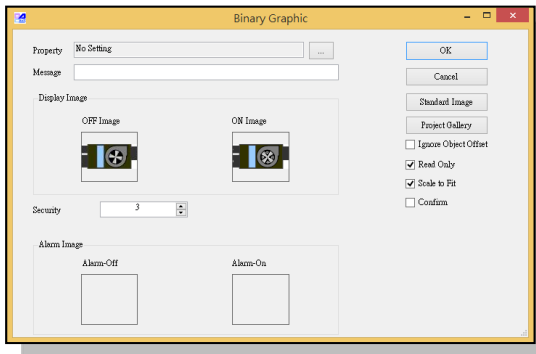 Binary Graphic
Property No Setting ... OK
Message
Cancel
Display Image
Standard Image
OFF Image ON Image
Project Gallery
Ignore Object Offset
Read Only
Scale to Fit
Security 3
Confirm
Alarm Image
Alarm-Off Alarm-On